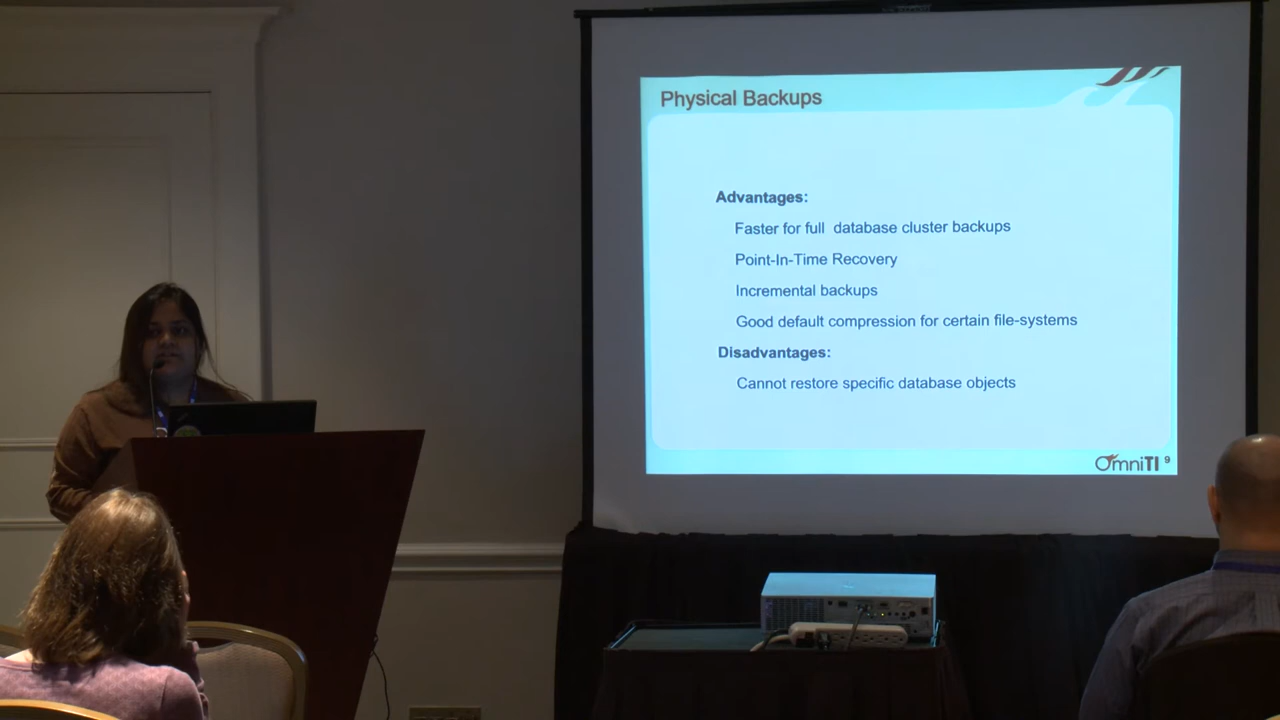 Physical Backups
Advantages:
Faster for full database cluster backups
Point-In-Time Recovery
Incremental backups
Good default compression for certain file-systems
Disadvantages:
Cannot restore specific database objects
OmniTI 9